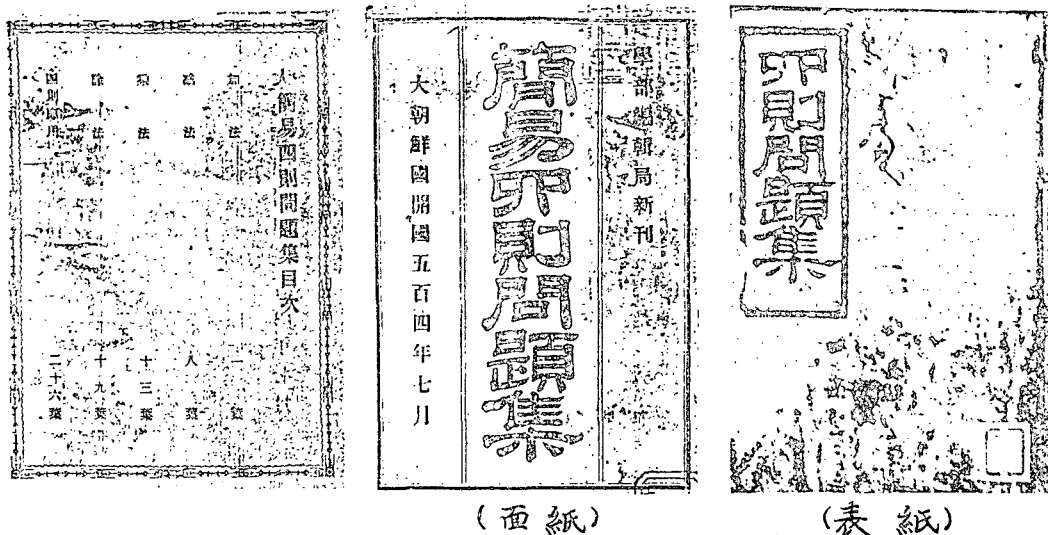 四則問題集
(表紙)
學部編輯局新刊
簡易四則問題集
大朝鮮國開國五百四年七月
(面紙)
簡易四則問題集目次
加法 一葉
減法 八葉
乘法 十三葉
除法 十九葉
四則應用 二十六葉